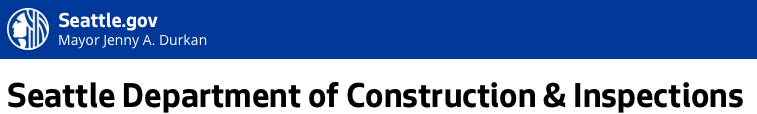 Seattle.gov
Mayor Jenny A. Durkan
Seattle Department of Construction & Inspections